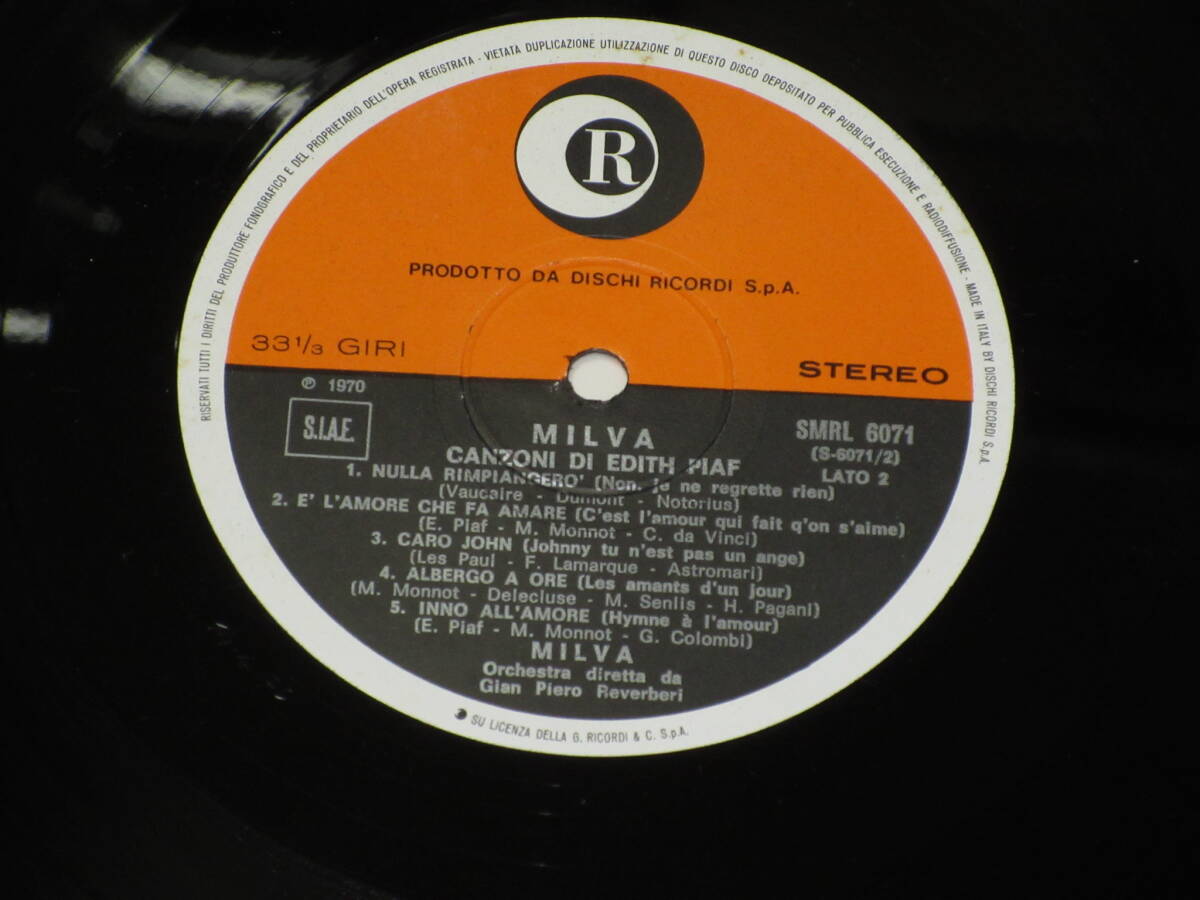 RISERVATI TUTTI I DIRITTI DEL PRODUTTORE FONOGRAFICO E DEL PROPRIETARIO DELL'OPERA REGISTRATA - VIETATA DUPLICAZIONE UTILIZZAZIONE DI QUESTO DISCO DEPOSITATO PER PUBBLICA ESECUZIONE E RADIODIFFUSIONE - MADE IN ITALY BY DISCHI RICORDI S.p.A.
R
PRODOTTO DA DISCHI RICORDI S.p.A.
33 1/3 GIRI
STEREO
℗ 1970
S.I.A.E.
SMRL 6071
(S-6071/2)
LATO 2
MILVA
CANZONI DI EDITH PIAF
1. NULLA RIMPIANGERO' (Non, je ne regrette rien)
(Vaucaire - Dumont - Notorius)
2. E' L'AMORE CHE FA AMARE (C'est l'amour qui fait q'on s'aime)
(E. Piaf - M. Monnot - C. da Vinci)
3. CARO JOHN (Johnny tu n'est pas un ange)
(Les Paul - F. Lamarque - Astromari)
4. ALBERGO A ORE (Les amants d'un jour)
(M. Monnot - Delecluse - M. Senlis - H. Pagani)
5. INNO ALL'AMORE (Hymne à l'amour)
(E. Piaf - M. Monnot - G. Colombi)
MILVA
Orchestra diretta da
Gian Piero Reverberi
SU LICENZA DELLA G. RICORDI & C. S.p.A.